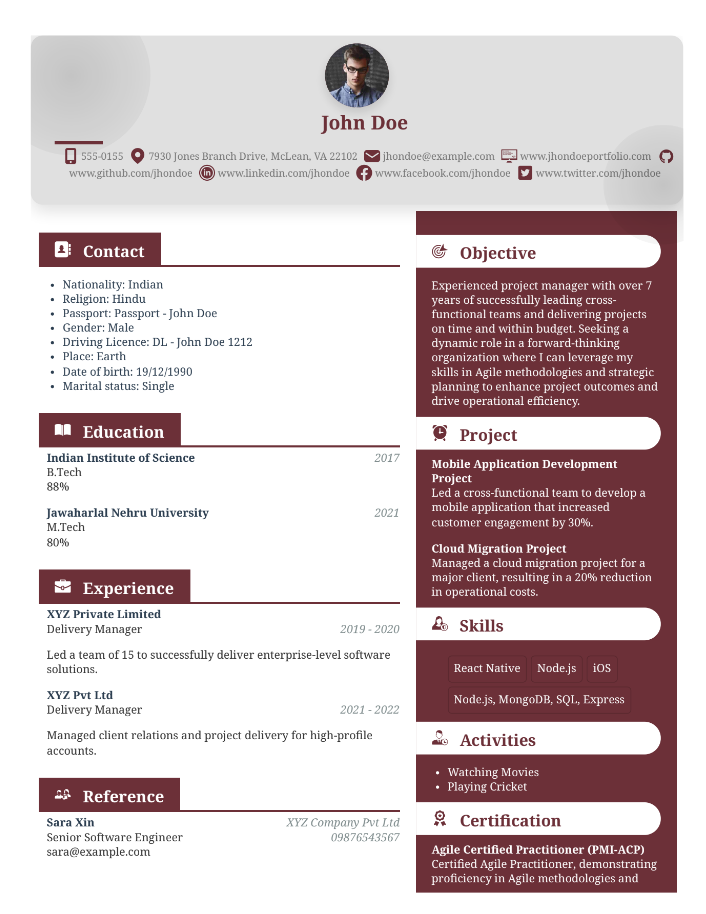 John Doe
555-0155 7930 Jones Branch Drive, McLean, VA 22102 jhondoe@example.com www.jhondoeportfolio.com
www.github.com/jhondoe www.linkedin.com/jhondoe www.facebook.com/jhondoe www.twitter.com/jhondoe
Contact
• Nationality: Indian
• Religion: Hindu
• Passport: Passport - John Doe
• Gender: Male
• Driving Licence: DL - John Doe 1212
• Place: Earth
• Date of birth: 19/12/1990
• Marital status: Single
Education
Indian Institute of Science 2017
B.Tech
88%
Jawaharlal Nehru University 2021
M.Tech
80%
Experience
XYZ Private Limited
Delivery Manager 2019 - 2020
Led a team of 15 to successfully deliver enterprise-level software
solutions.
XYZ Pvt Ltd
Delivery Manager 2021 - 2022
Managed client relations and project delivery for high-profile
accounts.
Reference
Sara Xin XYZ Company Pvt Ltd
Senior Software Engineer 09876543567
sara@example.com
Objective
Experienced project manager with over 7
years of successfully leading cross-
functional teams and delivering projects
on time and within budget. Seeking a
dynamic role in a forward-thinking
organization where I can leverage my
skills in Agile methodologies and strategic
planning to enhance project outcomes and
drive operational efficiency.
Project
Mobile Application Development
Project
Led a cross-functional team to develop a
mobile application that increased
customer engagement by 30%.
Cloud Migration Project
Managed a cloud migration project for a
major client, resulting in a 20% reduction
in operational costs.
Skills
React Native Node.js iOS
Node.js, MongoDB, SQL, Express
Activities
• Watching Movies
• Playing Cricket
Certification
Agile Certified Practitioner (PMI-ACP)
Certified Agile Practitioner, demonstrating
proficiency in Agile methodologies and